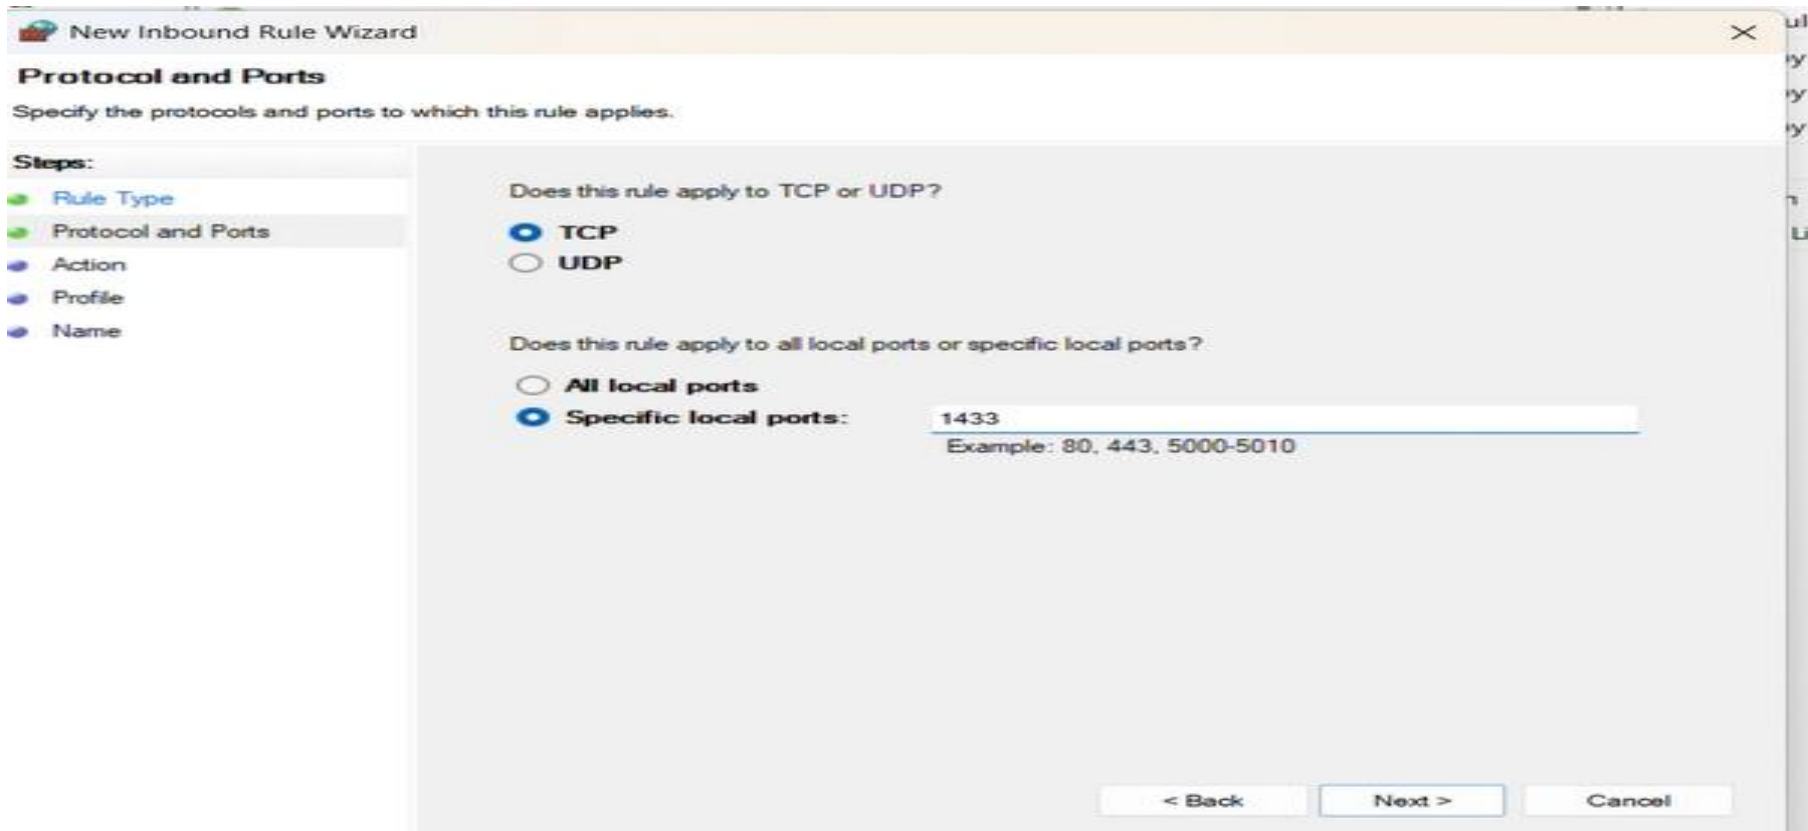 New Inbound Rule Wizard
Protocol and Ports
Specify the protocols and ports to which this rule applies.
Steps:
Rule Type
Protocol and Ports
Action
Profile
Name
Does this rule apply to TCP or UDP?
TCP
UDP
Does this rule apply to all local ports or specific local ports?
All local ports
Specific local ports: 1433
Example: 80, 443, 5000-5010
< Back Next > Cancel